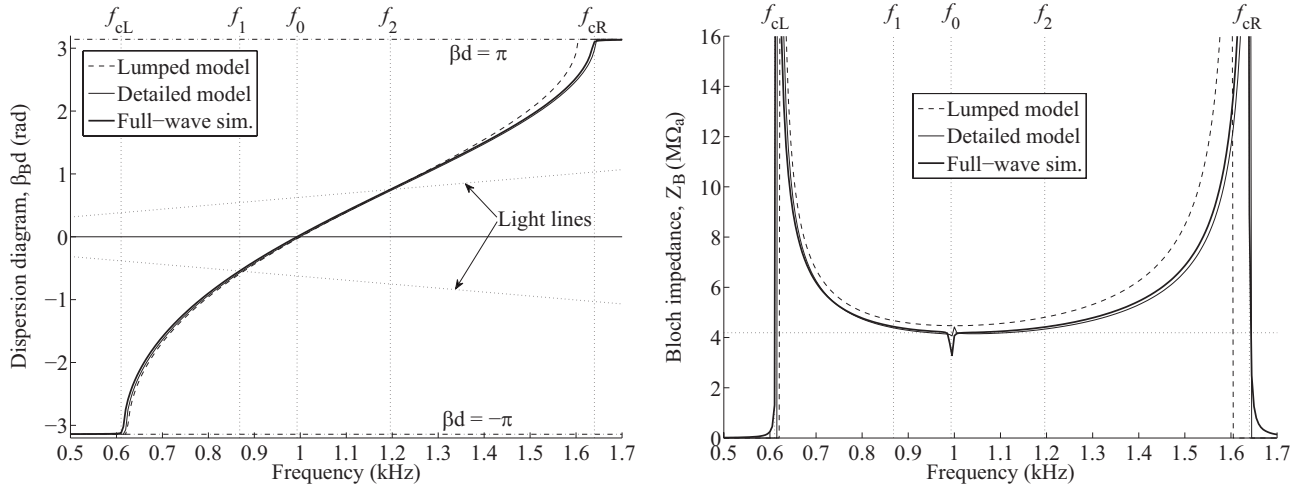 f_cL f_1 f_0 f_2 f_cR
3
2
1
0
−1
−2
−3
Dispersion diagram, β_Bd (rad)
βd = π
Lumped model
Detailed model
Full−wave sim.
Light lines
βd = −π
0.5 0.6 0.7 0.8 0.9 1 1.1 1.2 1.3 1.4 1.5 1.6 1.7
Frequency (kHz)
f_cL f_1 f_0 f_2 f_cR
16
14
12
10
8
6
4
2
0
Bloch impedance, Z_B (MΩ_a)
Lumped model
Detailed model
Full−wave sim.
0.5 0.6 0.7 0.8 0.9 1 1.1 1.2 1.3 1.4 1.5 1.6 1.7
Frequency (kHz)